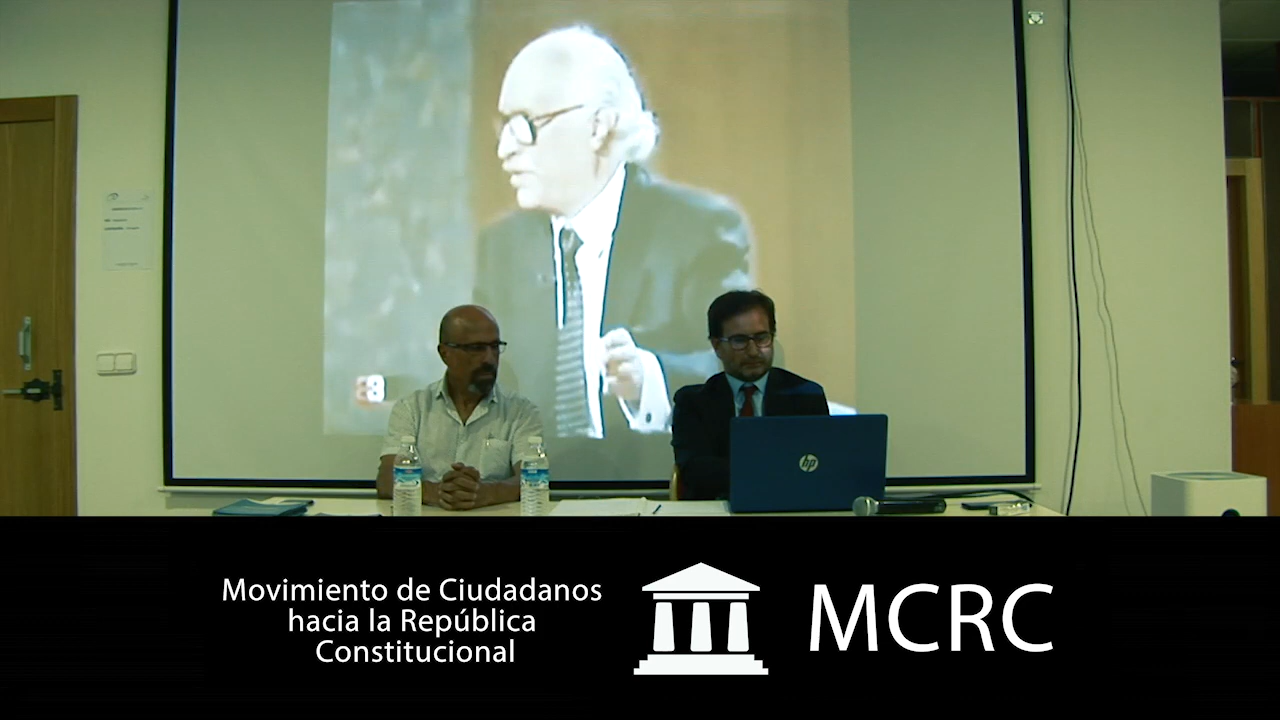 hp
Movimiento de Ciudadanos
hacia la República
Constitucional
MCRC